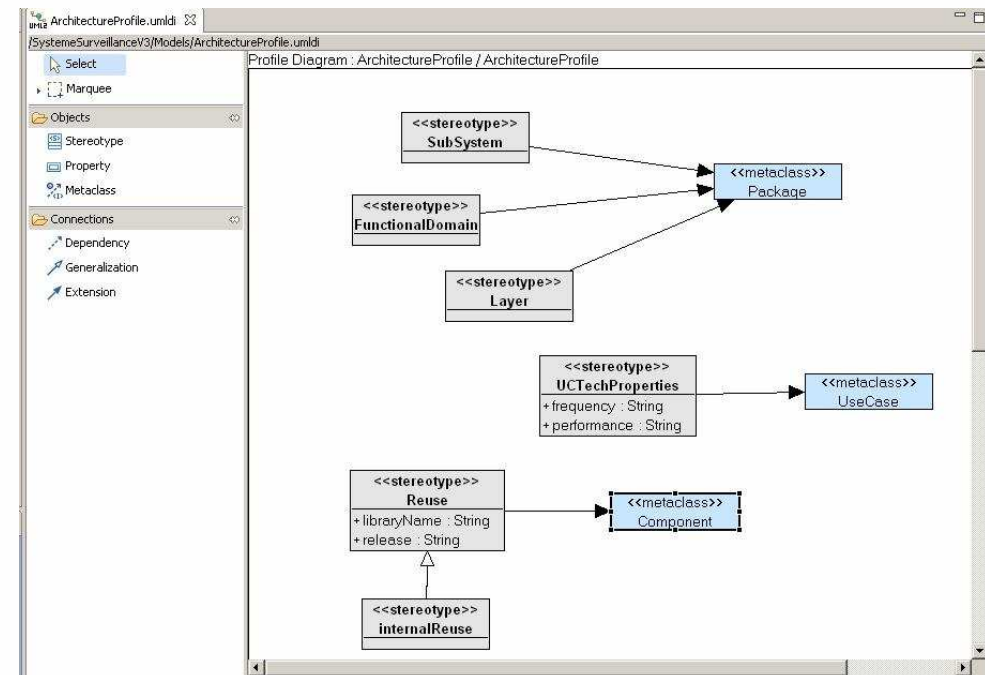 UML2 ArchitectureProfile.umldi
/SystemeSurveillanceV3/Models/ArchitectureProfile.umldi
Select
Marquee
Objects
Stereotype
Property
Metaclass
Connections
Dependency
Generalization
Extension
Profile Diagram : ArchitectureProfile / ArchitectureProfile
<<stereotype>>
SubSystem
<<metaclass>>
Package
<<stereotype>>
FunctionalDomain
<<stereotype>>
Layer
<<stereotype>>
UCTechProperties
+frequency : String
+performance : String
<<metaclass>>
UseCase
<<stereotype>>
Reuse
+libraryName : String
+release : String
<<metaclass>>
Component
<<stereotype>>
internalReuse